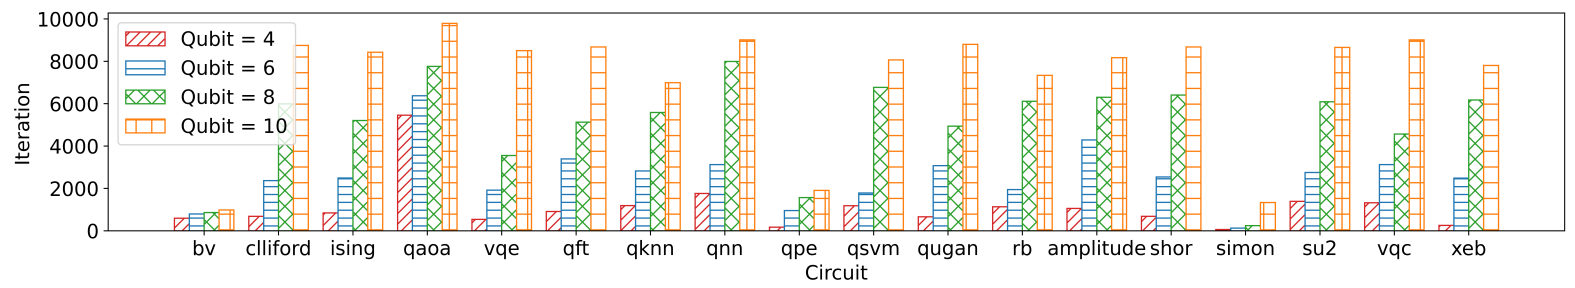 10000
8000
6000
4000
2000
0
Iteration
Qubit = 4
Qubit = 6
Qubit = 8
Qubit = 10
bv clliford ising qaoa vqe qft qknn qnn qpe qsvm qugan rb amplitude shor simon su2 vqc xeb
Circuit